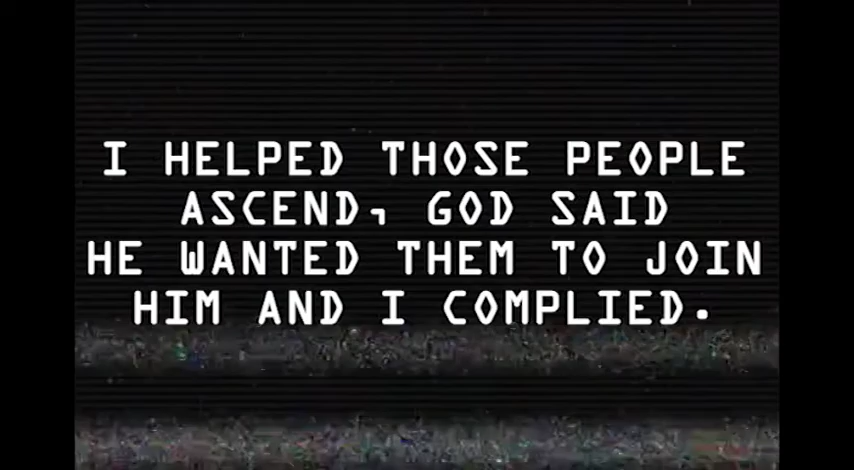 I HELPED THOSE PEOPLE
ASCEND, GOD SAID
HE WANTED THEM TO JOIN
HIM AND I COMPLIED.